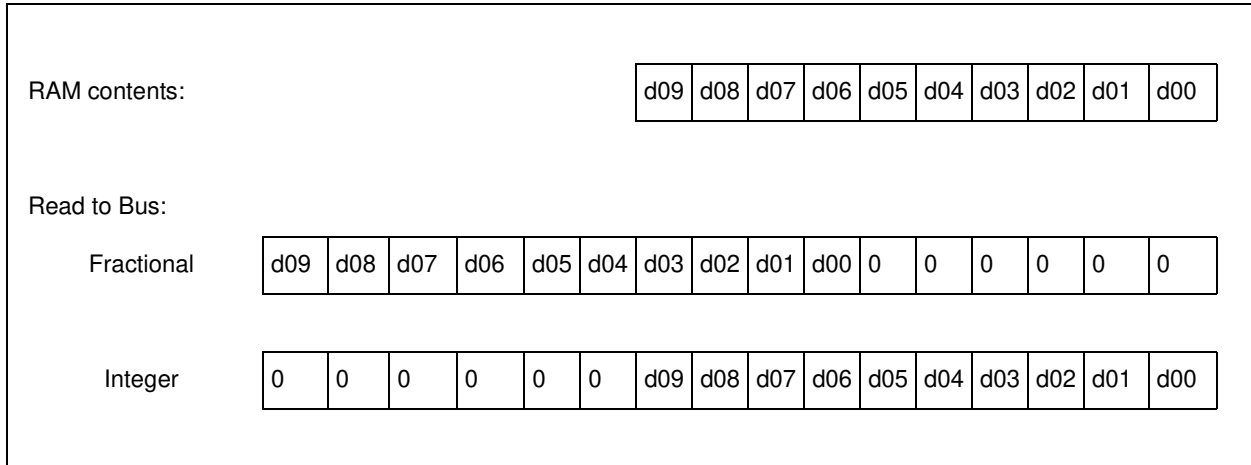 RAM contents: d09 d08 d07 d06 d05 d04 d03 d02 d01 d00
Read to Bus:
Fractional d09 d08 d07 d06 d05 d04 d03 d02 d01 d00 0 0 0 0 0 0
Integer 0 0 0 0 0 0 d09 d08 d07 d06 d05 d04 d03 d02 d01 d00